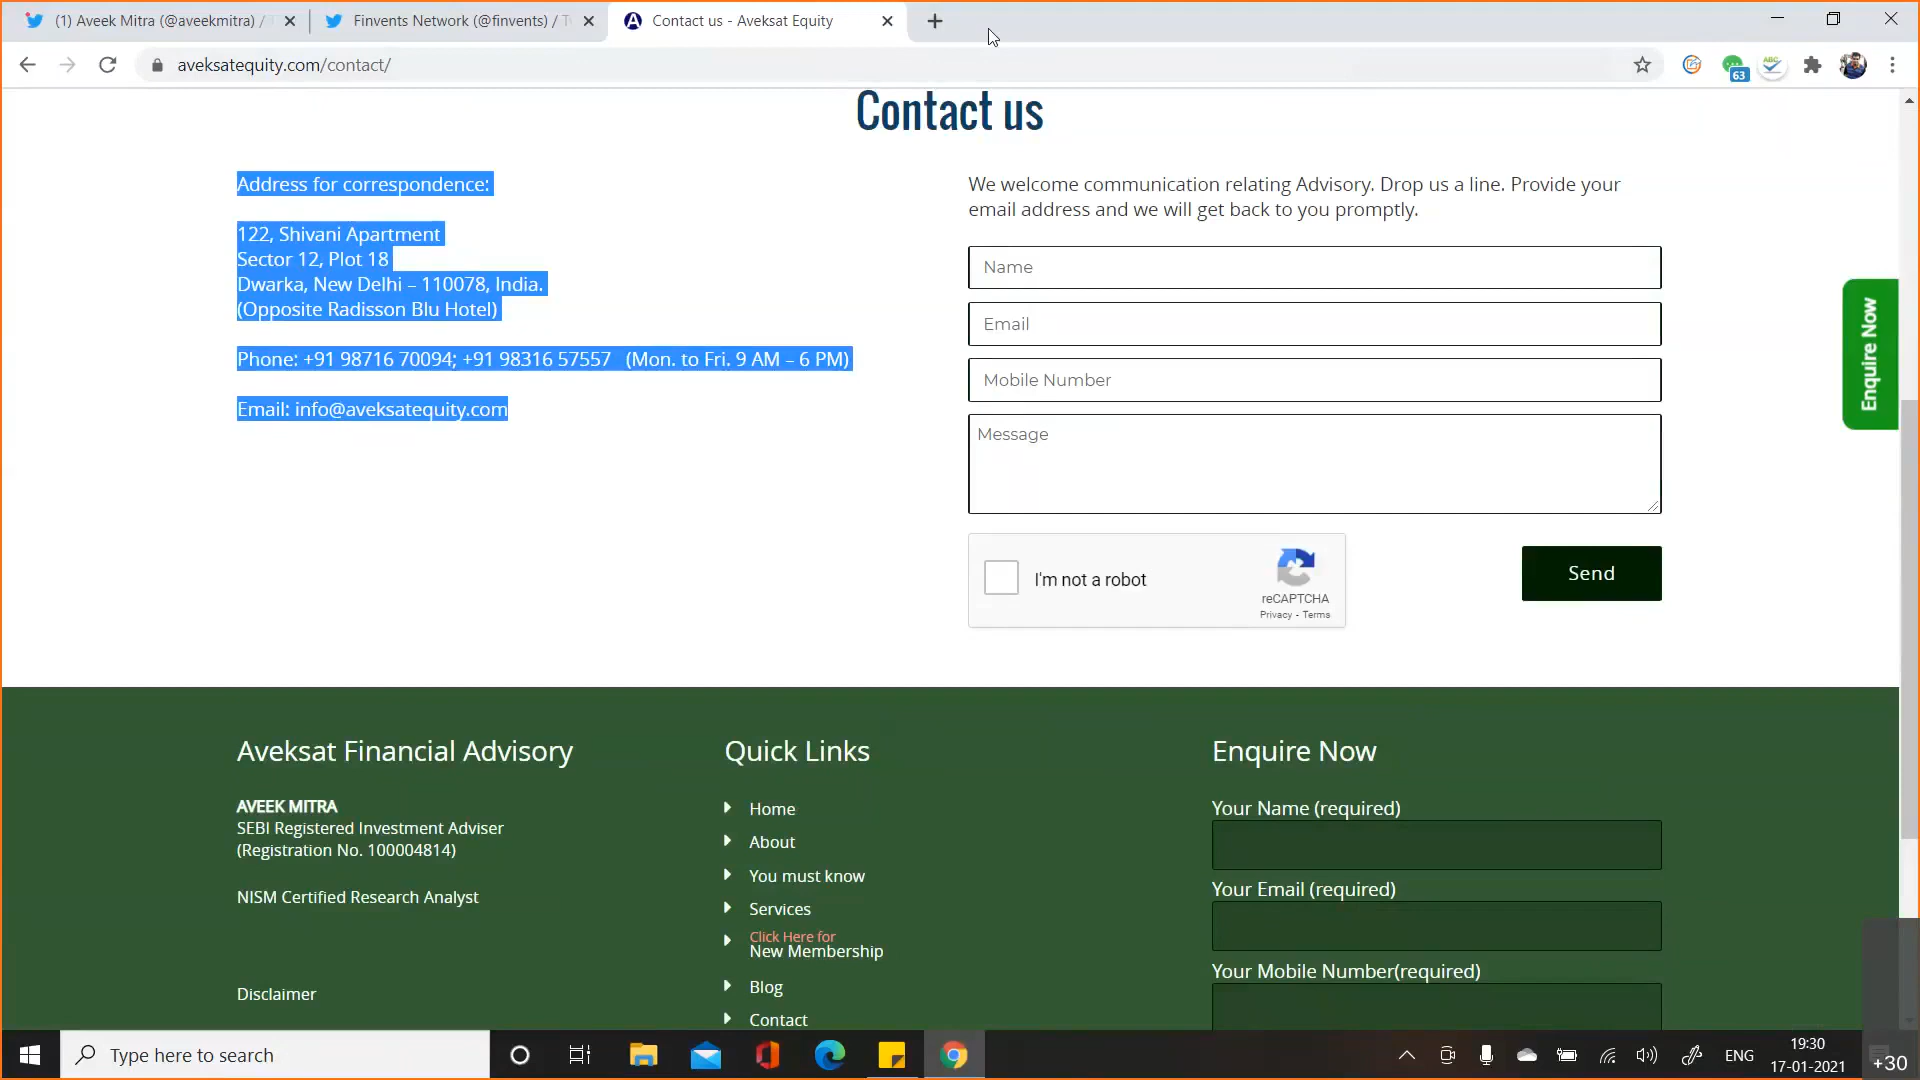 (1) Aveek Mitra (@aveekmitra) /
Finvents Network (@finvents) / T
Contact us - Aveksat Equity
aveksatequity.com/contact/
63
ABC
Contact us
Address for correspondence:
122, Shivani Apartment
Sector 12, Plot 18
Dwarka, New Delhi – 110078, India.
(Opposite Radisson Blu Hotel)
Phone: +91 98716 70094; +91 98316 57557 (Mon. to Fri. 9 AM – 6 PM)
Email: info@aveksatequity.com
We welcome communication relating Advisory. Drop us a line. Provide your
email address and we will get back to you promptly.
Name
Email
Mobile Number
Message
I'm not a robot
reCAPTCHA
Privacy - Terms
Send
Enquire Now
Aveksat Financial Advisory
AVEEK MITRA
SEBI Registered Investment Adviser
(Registration No. 100004814)
NISM Certified Research Analyst
Disclaimer
Quick Links
Home
About
You must know
Services
Click Here for
New Membership
Blog
Contact
Enquire Now
Your Name (required)
Your Email (required)
Your Mobile Number(required)
Type here to search
ENG
19:30
17-01-2021
+30